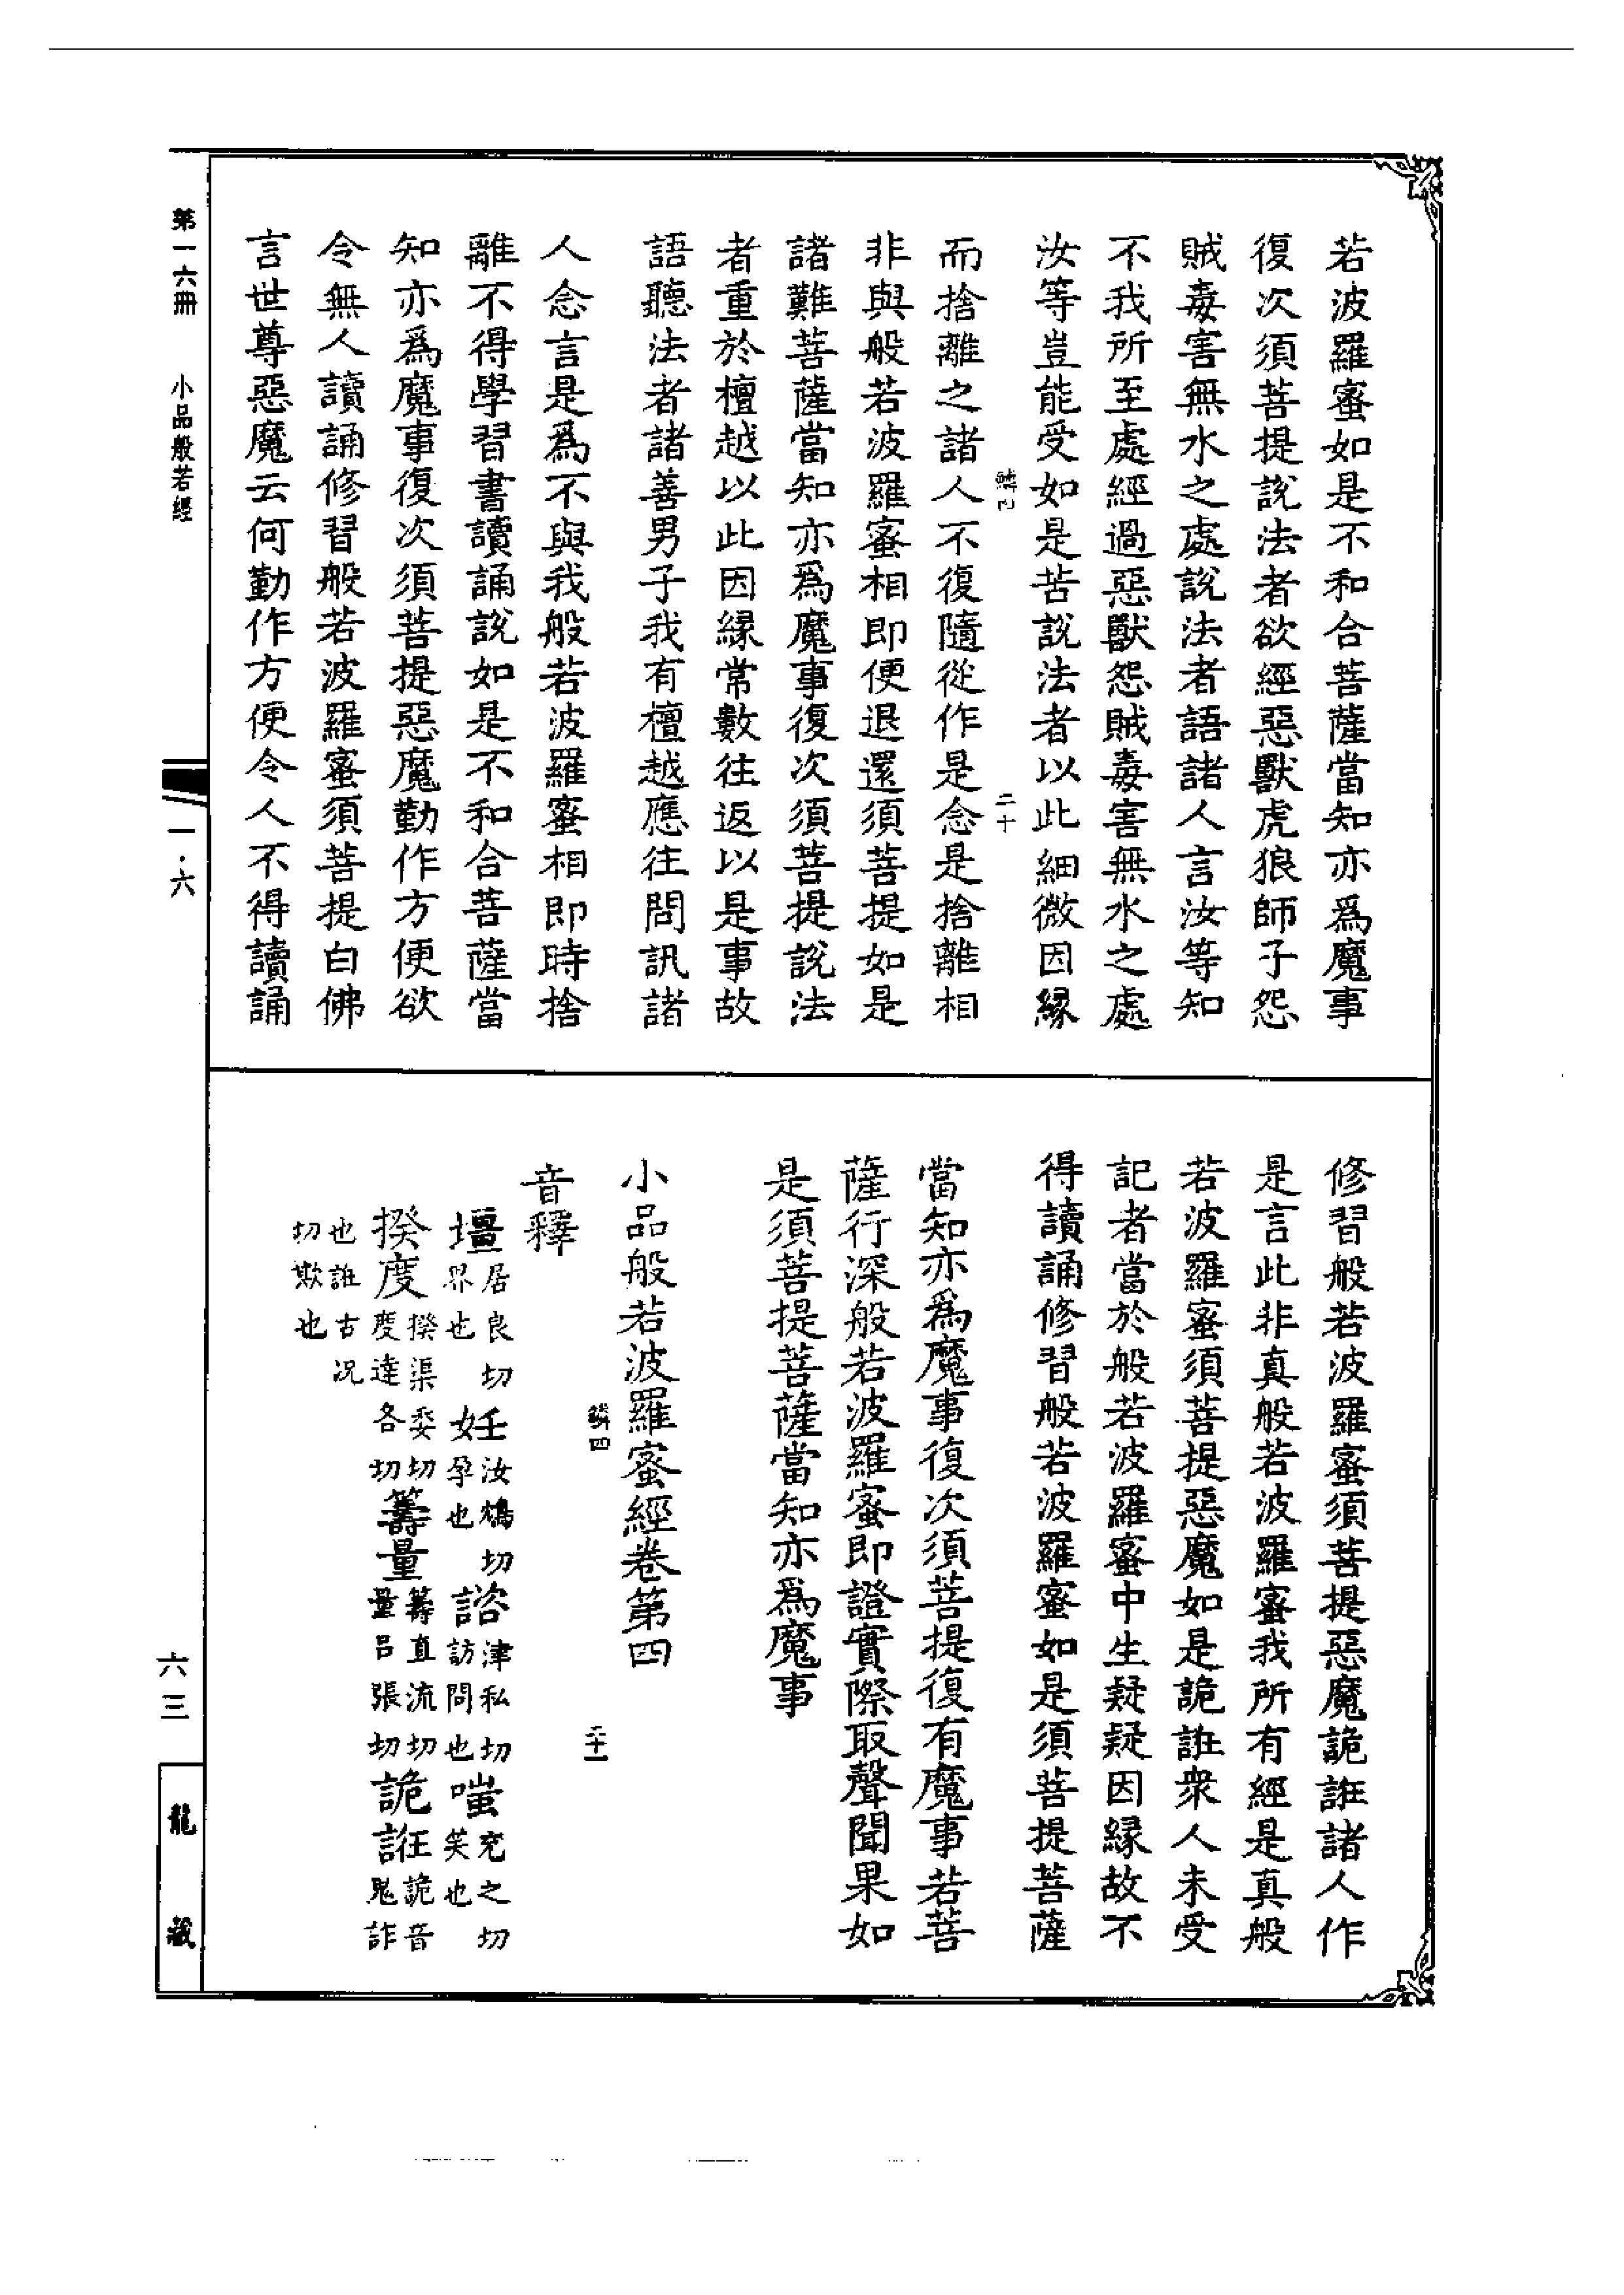 若波羅蜜如是不和合菩薩當知亦為魔事
復次須菩提說法者欲經惡獸虎狼師子怨
賊毒害無水之處說法者語諸人言汝等知
不我所至處經過惡獸怨賊毒害無水之處
汝等豈能受如是苦說法者以此細微因緣
二十
而捨離之諸人不復隨從作是念是捨離相
非與般若波羅蜜相即便退還須菩提如是
諸難菩薩當知亦為魔事復次須菩提說法
者重於檀越以此因緣常數往返以是事故
語聽法者諸善男子我有檀越應往問訊諸
人念言是為不與我般若波羅蜜相即時捨
離不得學習書讀誦說如是不和合菩薩當
知亦為魔事復次須菩提惡魔勤作方便欲
令無人讀誦修習般若波羅蜜須菩提白佛
言世尊惡魔云何勤作方便令人不得讀誦
修習般若波羅蜜須菩提惡魔詭誑諸人作
是言此非真般若波羅蜜我所有經是真般
若波羅蜜須菩提惡魔如是詭誑眾人未受
記者當於般若波羅蜜中生疑疑因緣故不
得讀誦修習般若波羅蜜如是須菩提菩薩
當知亦為魔事復次須菩提復有魔事若菩
薩行深般若波羅蜜即證實際取聲聞果如
是須菩提菩薩當知亦為魔事
小品般若波羅蜜經卷第四
鱗四 二十一
音釋
壃居良切界也 妊汝鴆切孕也 諮津私切訪問也 嗤充之切笑也
揆度揆渠委切度達各切 籌量籌直流切量呂張切 詭誑詭音鬼詐
也誑古況切欺也
第一六冊 小品般若經
一·六
六三
龍藏